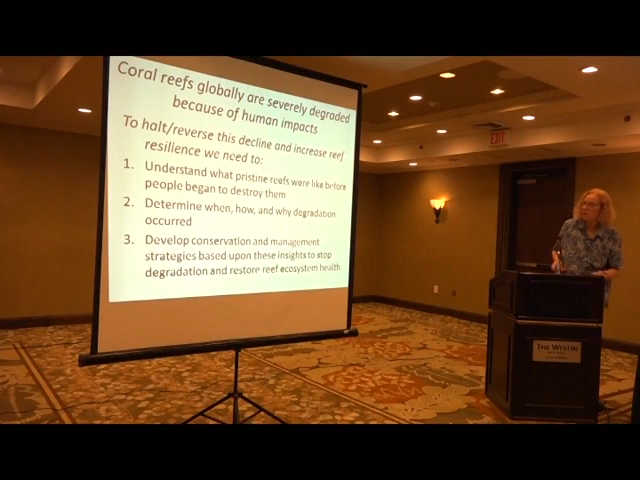 Coral reefs globally are severely degraded
because of human impacts
To halt/reverse this decline and increase reef
resilience we need to:
1. Understand what pristine reefs were like before
people began to destroy them
2. Determine when, how, and why degradation
occurred
3. Develop conservation and management
strategies based upon these insights to stop
degradation and restore reef ecosystem health
EXIT
THE WESTIN